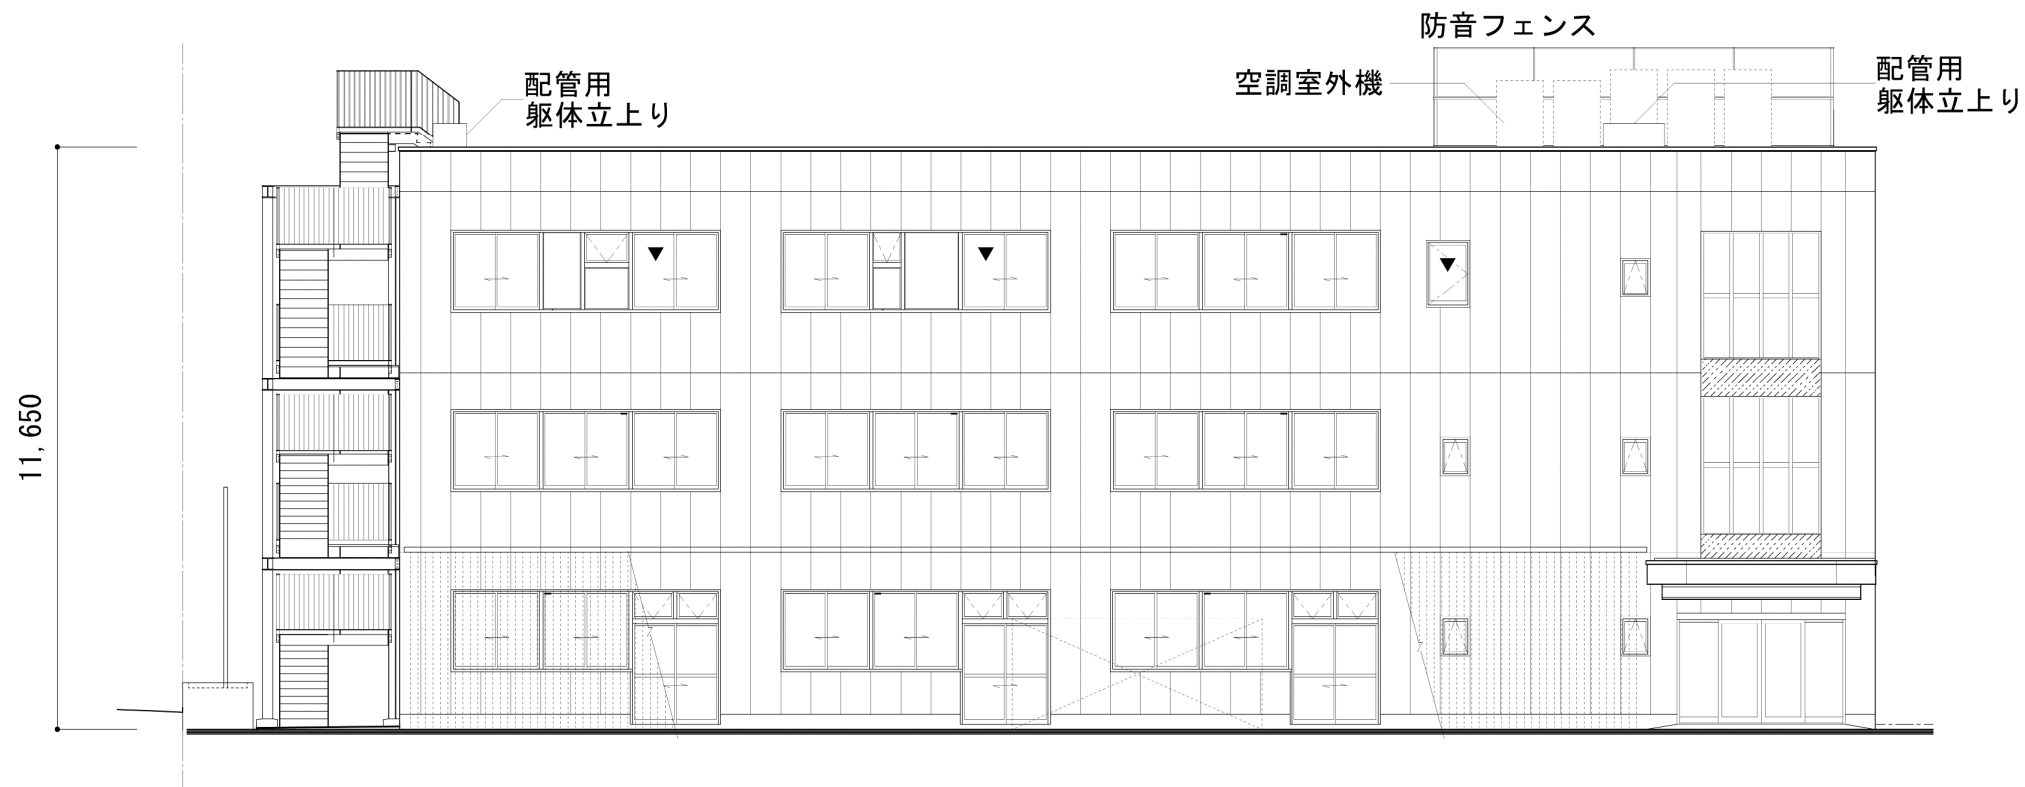 防音フェンス
配管用
躯体立上り
空調室外機
配管用
躯体立上り
11,650